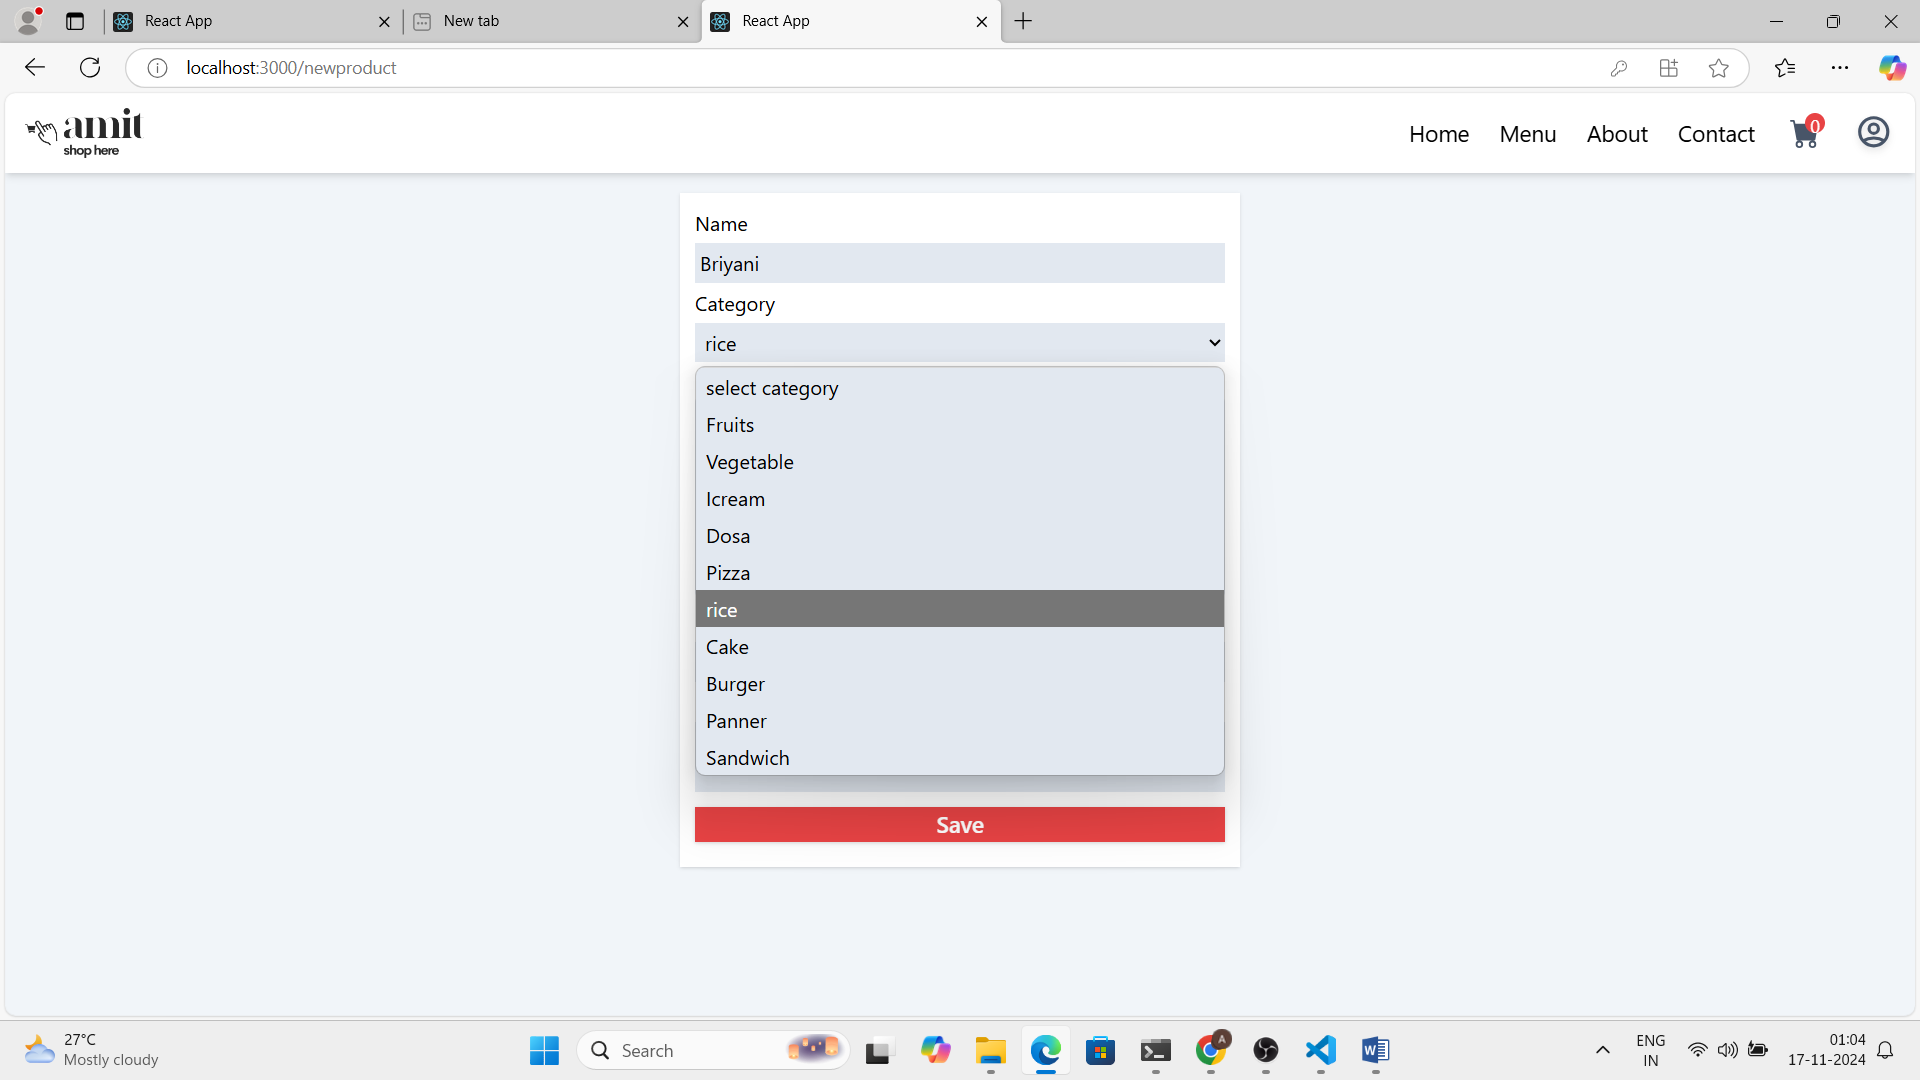 React App
New tab
React App
localhost:3000/newproduct
amit
shop here
Home Menu About Contact 0
Name
Briyani
Category
rice
select category
Fruits
Vegetable
Icream
Dosa
Pizza
rice
Cake
Burger
Panner
Sandwich
Save
27°C
Mostly cloudy
Search
A
ENG
IN
01:04
17-11-2024